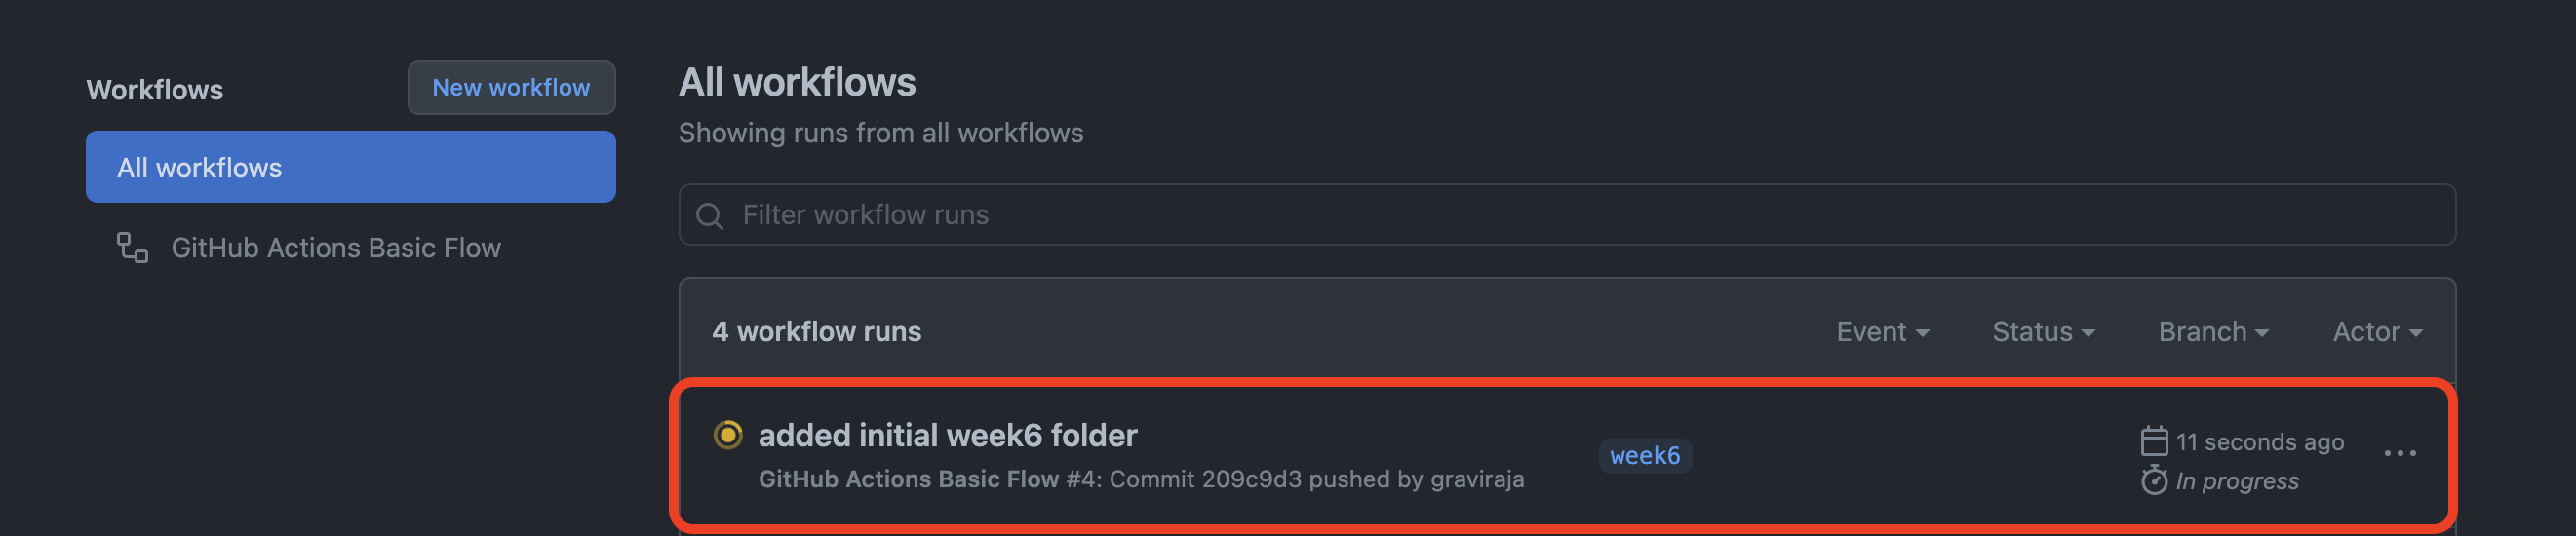 Workflows
New workflow
All workflows
GitHub Actions Basic Flow
All workflows
Showing runs from all workflows
Filter workflow runs
4 workflow runs
Event
Status
Branch
Actor
added initial week6 folder
GitHub Actions Basic Flow #4: Commit 209c9d3 pushed by graviraja
week6
11 seconds ago
In progress